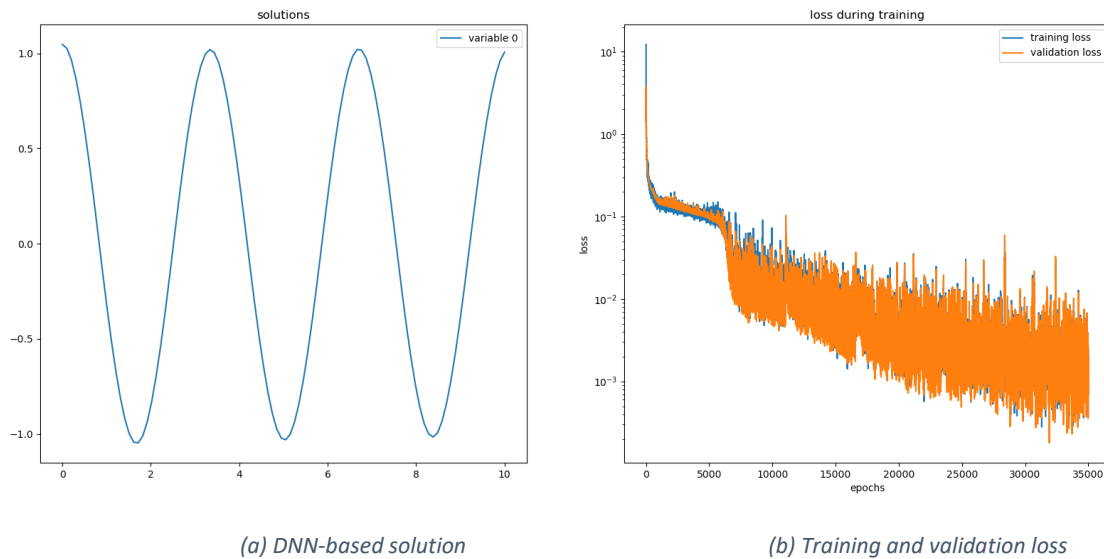 solutions
variable 0
1.0
0.5
0.0
−0.5
−1.0
0 2 4 6 8 10
loss during training
training loss
validation loss
10¹
10⁰
10⁻¹
10⁻²
10⁻³
loss
0 5000 10000 15000 20000 25000 30000 35000
epochs
(a) DNN-based solution
(b) Training and validation loss